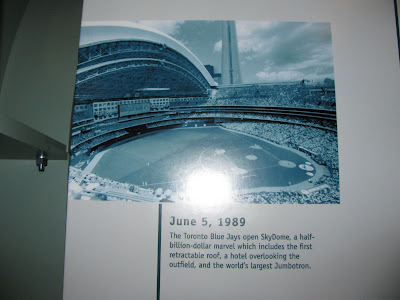 June 5, 1989
The Toronto Blue Jays open SkyDome, a half-
billion-dollar marvel which includes the first
retractable roof, a hotel overlooking the
outfield, and the world's largest Jumbotron.